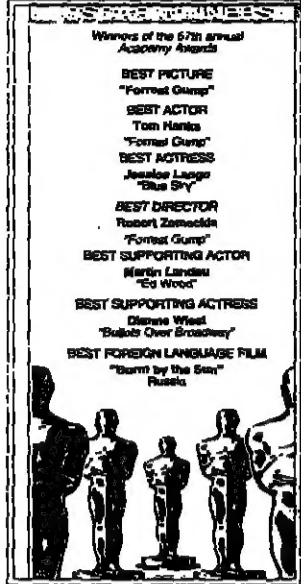 OSCAR WINNERS
Winners of the 67th annual
Academy Awards
BEST PICTURE
"Forrest Gump"
BEST ACTOR
Tom Hanks
"Forrest Gump"
BEST ACTRESS
Jessica Lange
"Blue Sky"
BEST DIRECTOR
Robert Zemeckis
"Forrest Gump"
BEST SUPPORTING ACTOR
Martin Landau
"Ed Wood"
BEST SUPPORTING ACTRESS
Dianne Wiest
"Bullets Over Broadway"
BEST FOREIGN LANGUAGE FILM
"Burnt by the Sun"
Russia